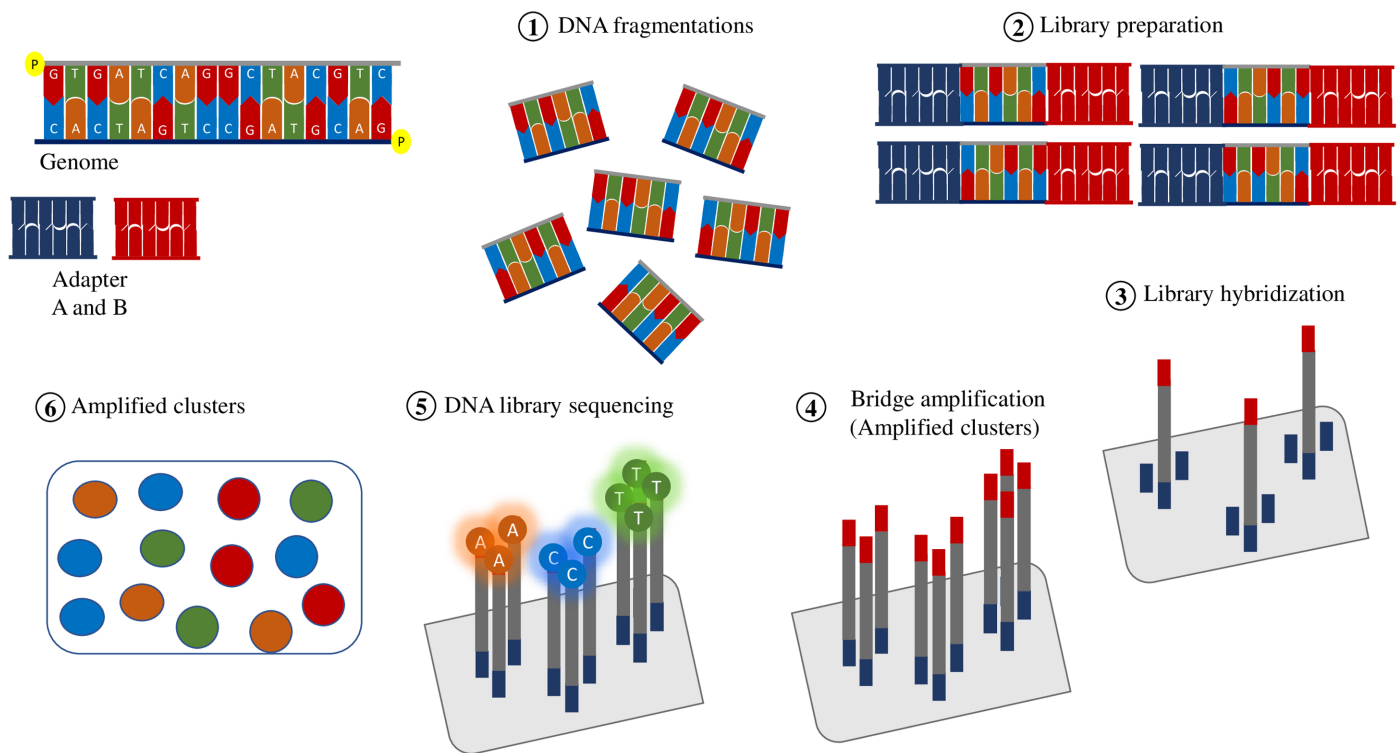 ① DNA fragmentations
② Library preparation
P
G T G A T C A G G C T A C G T C
C A C T A G T C C G A T G C A G
P
Genome
Adapter
A and B
③ Library hybridization
⑥ Amplified clusters
⑤ DNA library sequencing
④ Bridge amplification
(Amplified clusters)
A A A
C C C
T T T T